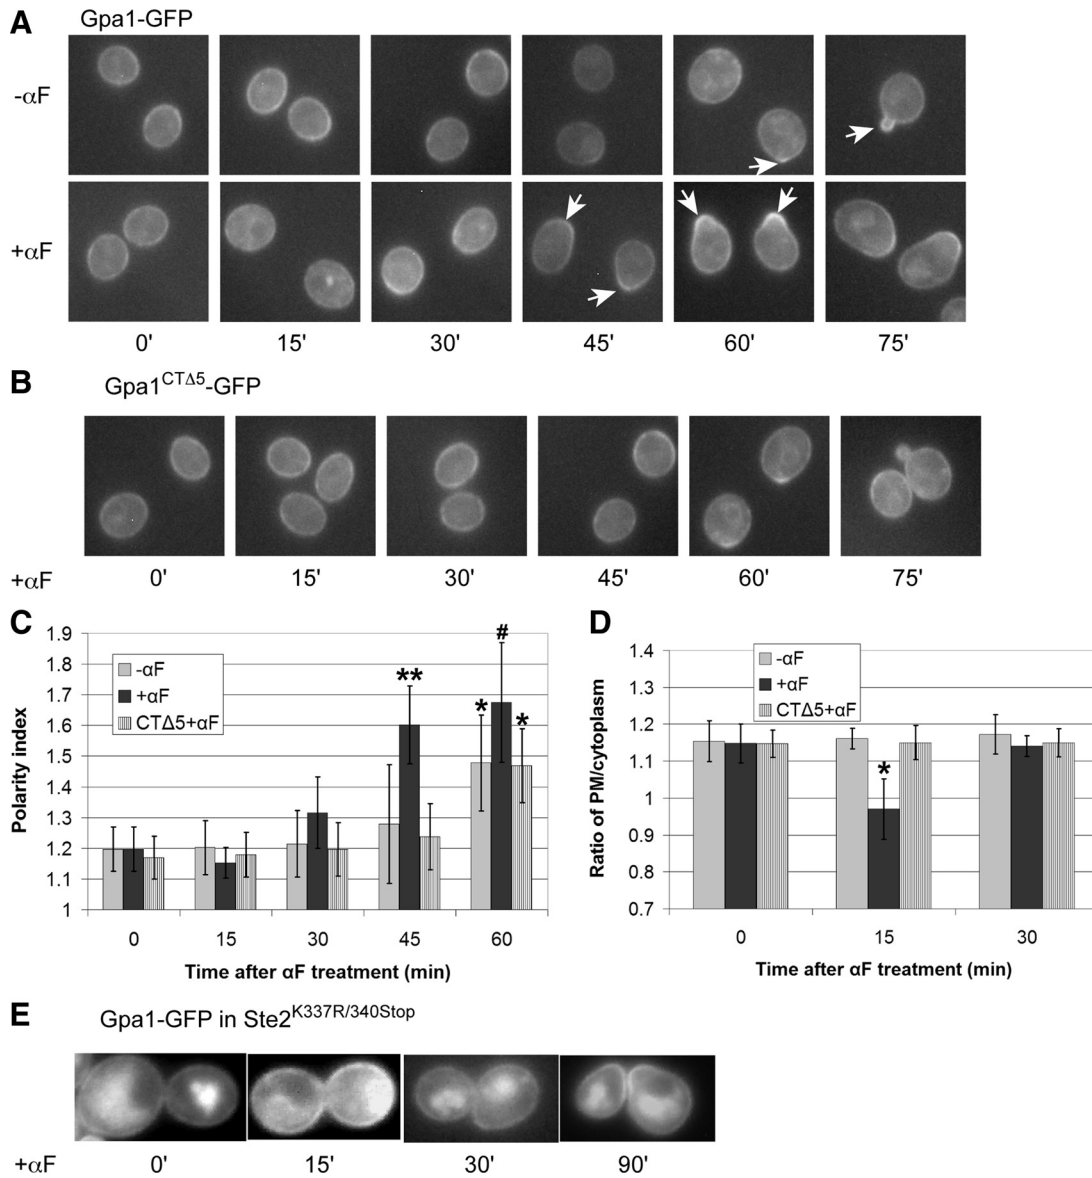 A
Gpa1-GFP
-αF
+αF
0' 15' 30' 45' 60' 75'
B
Gpa1CTΔ5-GFP
+αF 0' 15' 30' 45' 60' 75'
C
1.9
1.8
1.7
1.6
1.5
1.4
1.3
1.2
1.1
1
Polarity index
-αF
+αF
CTΔ5+αF
**
*
#
*
0 15 30 45 60
Time after αF treatment (min)
D
1.4
1.3
1.2
1.1
1
0.9
0.8
0.7
Ratio of PM/cytoplasm
-αF
+αF
CTΔ5+αF
*
0 15 30
Time after αF treatment (min)
E
Gpa1-GFP in Ste2K337R/340Stop
+αF 0' 15' 30' 90'